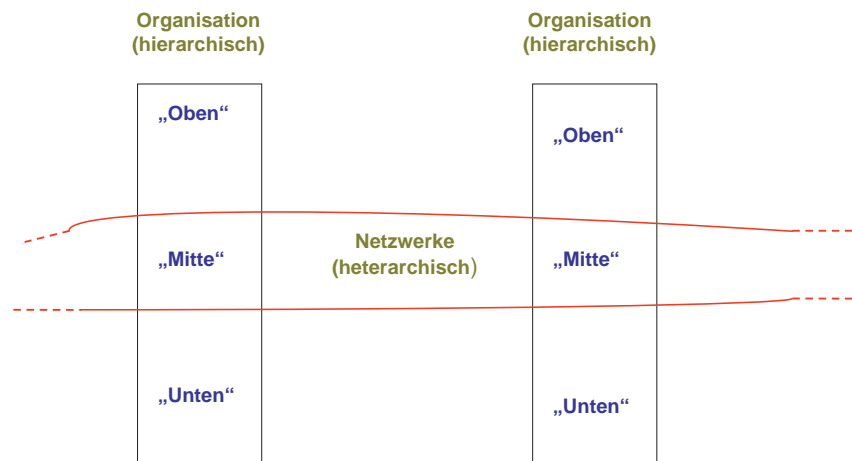 Organisation
(hierarchisch)
Organisation
(hierarchisch)
„Oben“
„Oben“
Netzwerke
(heterarchisch)
„Mitte“
„Mitte“
„Unten“
„Unten“